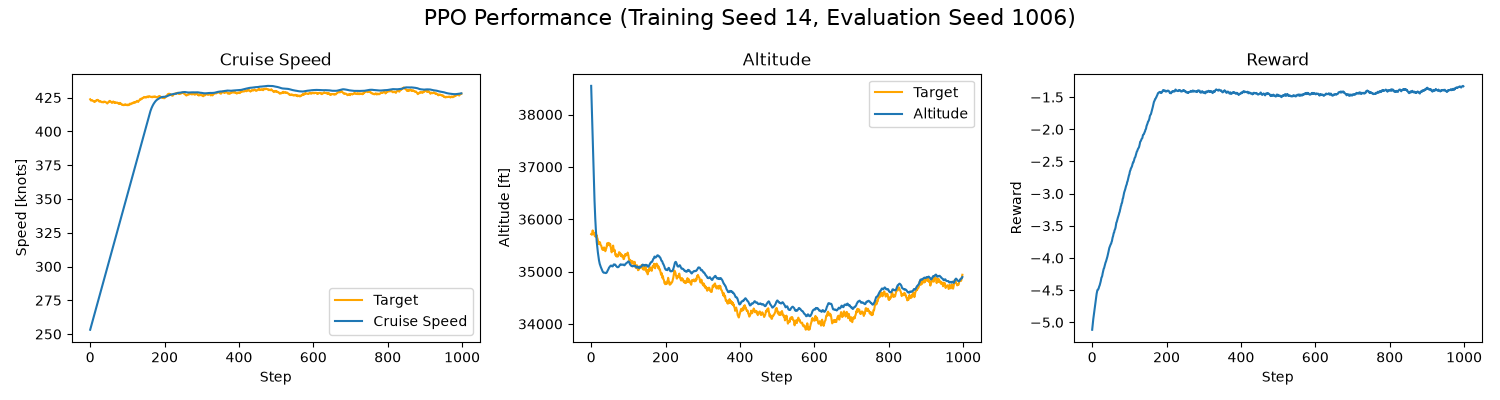 PPO Performance (Training Seed 14, Evaluation Seed 1006)
Cruise Speed
Speed [knots]
425
400
375
350
325
300
275
250
0 200 400 600 800 1000
Step
Target
Cruise Speed
Altitude
Altitude [ft]
38000
37000
36000
35000
34000
0 200 400 600 800 1000
Step
Target
Altitude
Reward
Reward
−1.5
−2.0
−2.5
−3.0
−3.5
−4.0
−4.5
−5.0
0 200 400 600 800 1000
Step